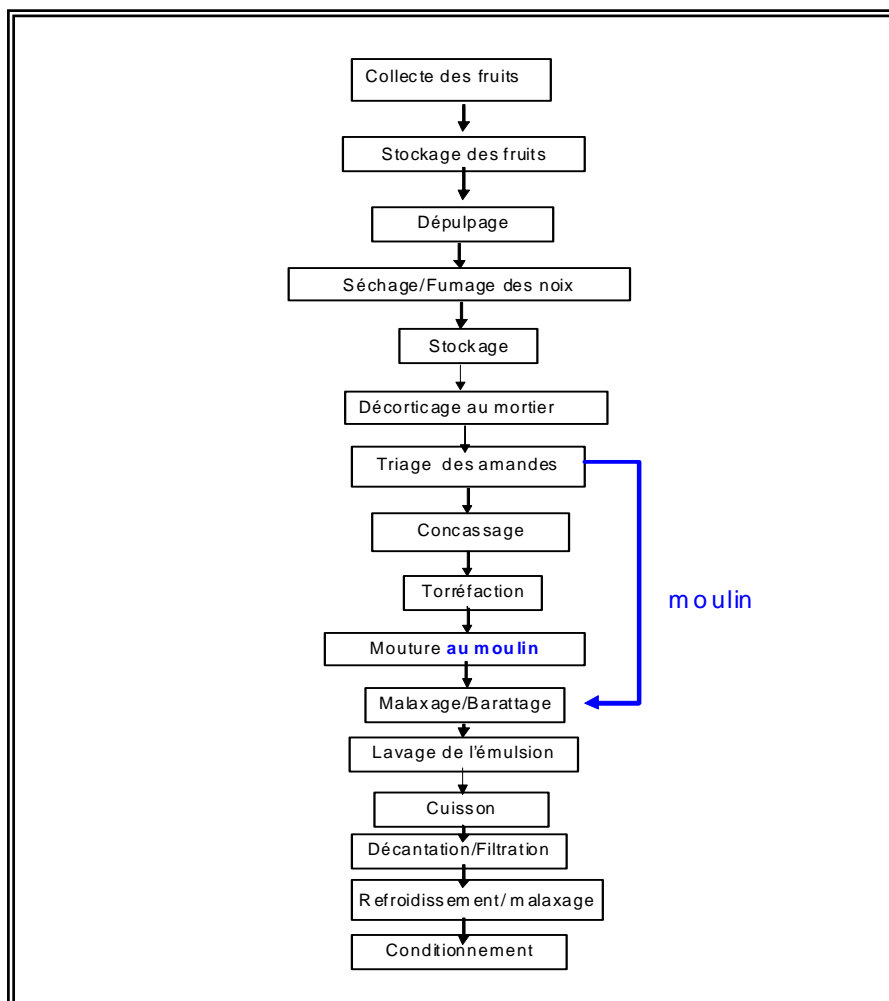 Collecte des fruits
Stockage des fruits
Dépulpage
Séchage/Fumage des noix
Stockage
Décorticage au mortier
Triage des amandes
Concassage
Torréfaction
moulin
Mouture au moulin
Malaxage/Barattage
Lavage de l'émulsion
Cuisson
Décantation/Filtration
Refroidissement/malaxage
Conditionnement